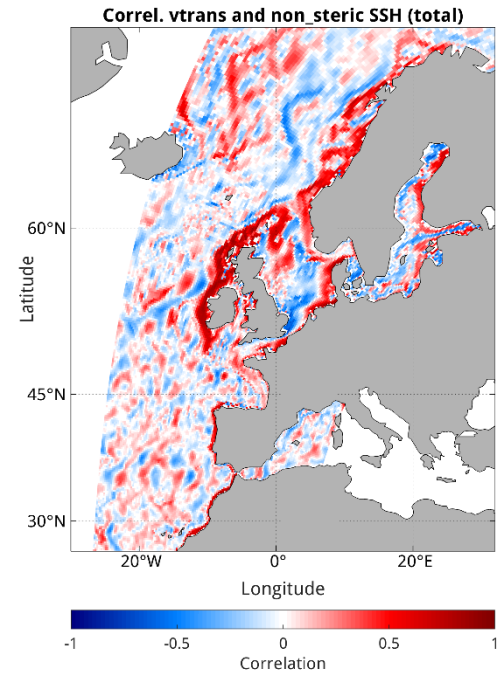 Correl. vtrans and non_steric SSH (total)
60°N
Latitude
45°N
30°N
20°W 0° 20°E
Longitude
-1 -0.5 0 0.5 1
Correlation